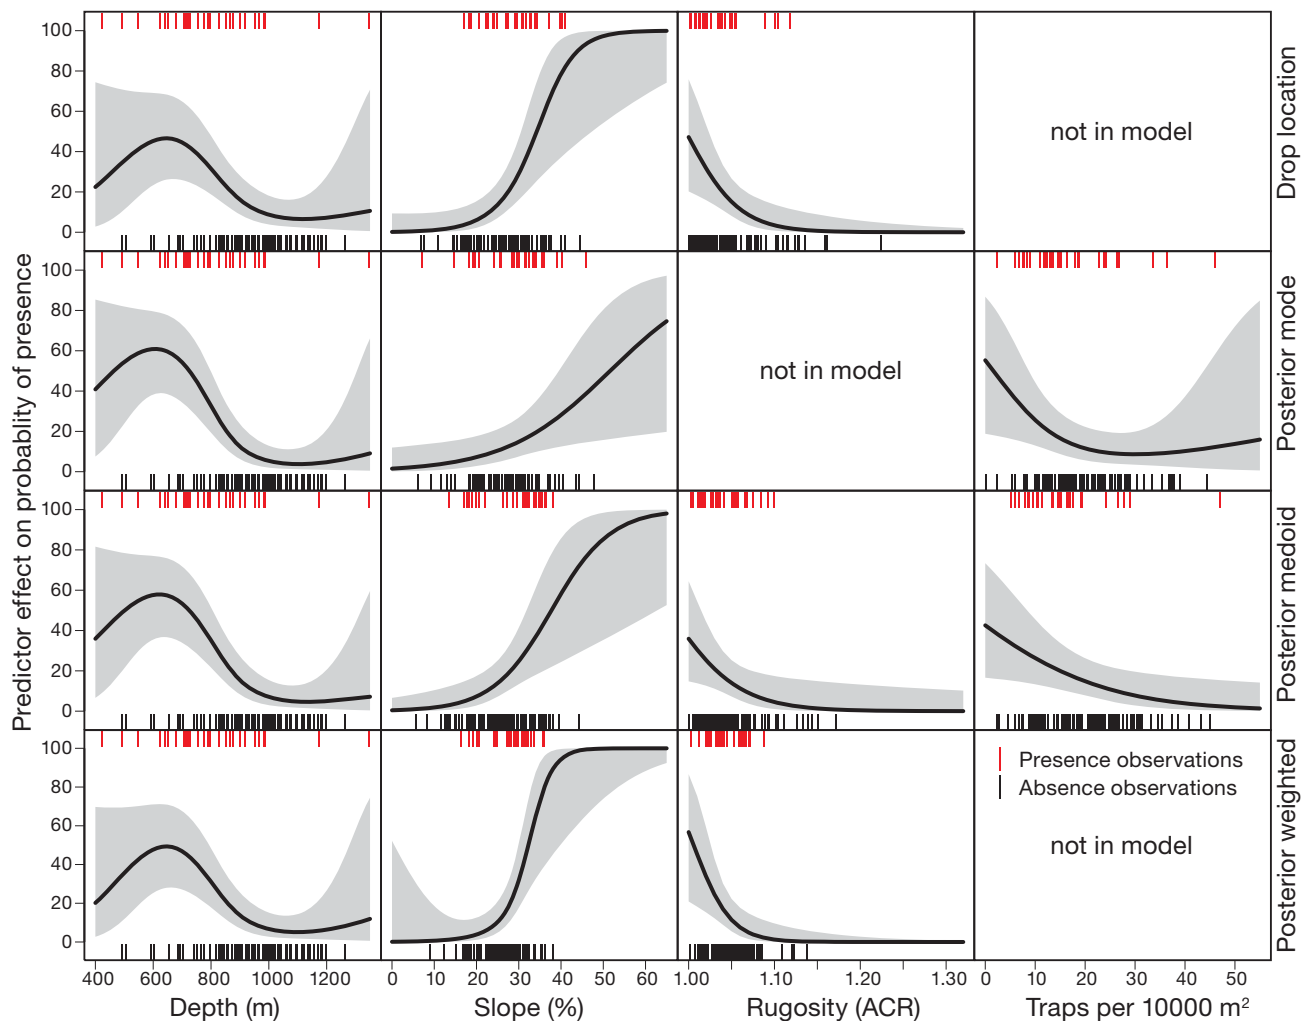 Predictor effect on probablity of presence
100
80
60
40
20
0
not in model
Drop location
100
80
60
40
20
0
not in model
Posterior mode
100
80
60
40
20
0
Posterior medoid
100
80
60
40
20
0
Presence observations
Absence observations
not in model
Posterior weighted
400 600 800 1000 1200
0 10 20 30 40 50 60
1.00 1.10 1.20 1.30
0 10 20 30 40 50
Depth (m)
Slope (%)
Rugosity (ACR)
Traps per 10000 m²